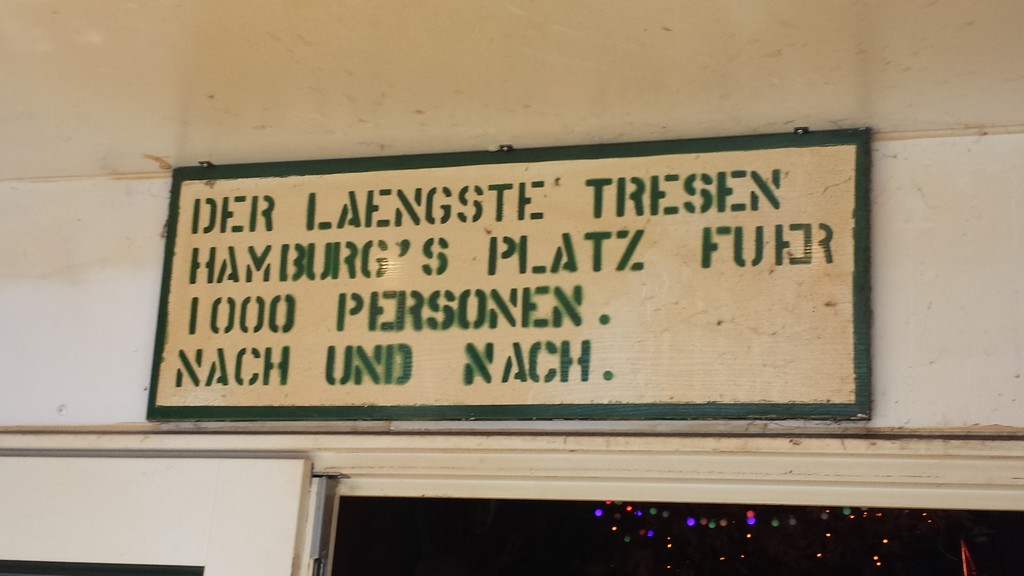 DER LAENGSTE TRESEN
HAMBURG'S PLATZ FUER
1000 PERSONEN.
NACH UND NACH.